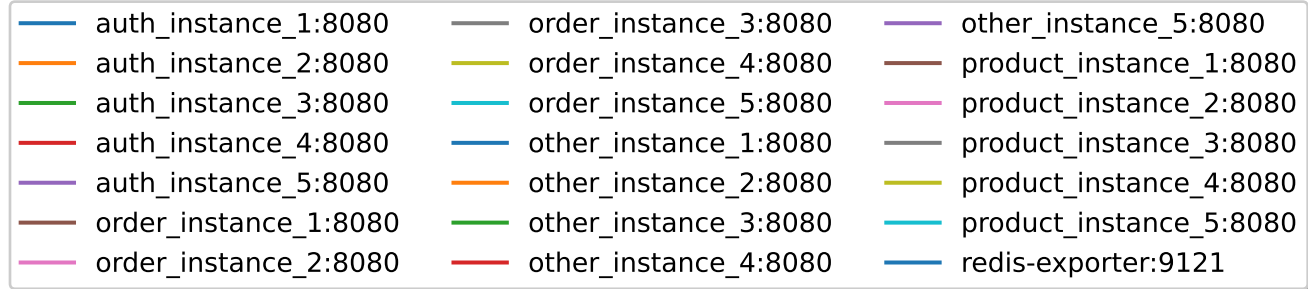 auth_instance_1:8080
auth_instance_2:8080
auth_instance_3:8080
auth_instance_4:8080
auth_instance_5:8080
order_instance_1:8080
order_instance_2:8080
order_instance_3:8080
order_instance_4:8080
order_instance_5:8080
other_instance_1:8080
other_instance_2:8080
other_instance_3:8080
other_instance_4:8080
other_instance_5:8080
product_instance_1:8080
product_instance_2:8080
product_instance_3:8080
product_instance_4:8080
product_instance_5:8080
redis-exporter:9121